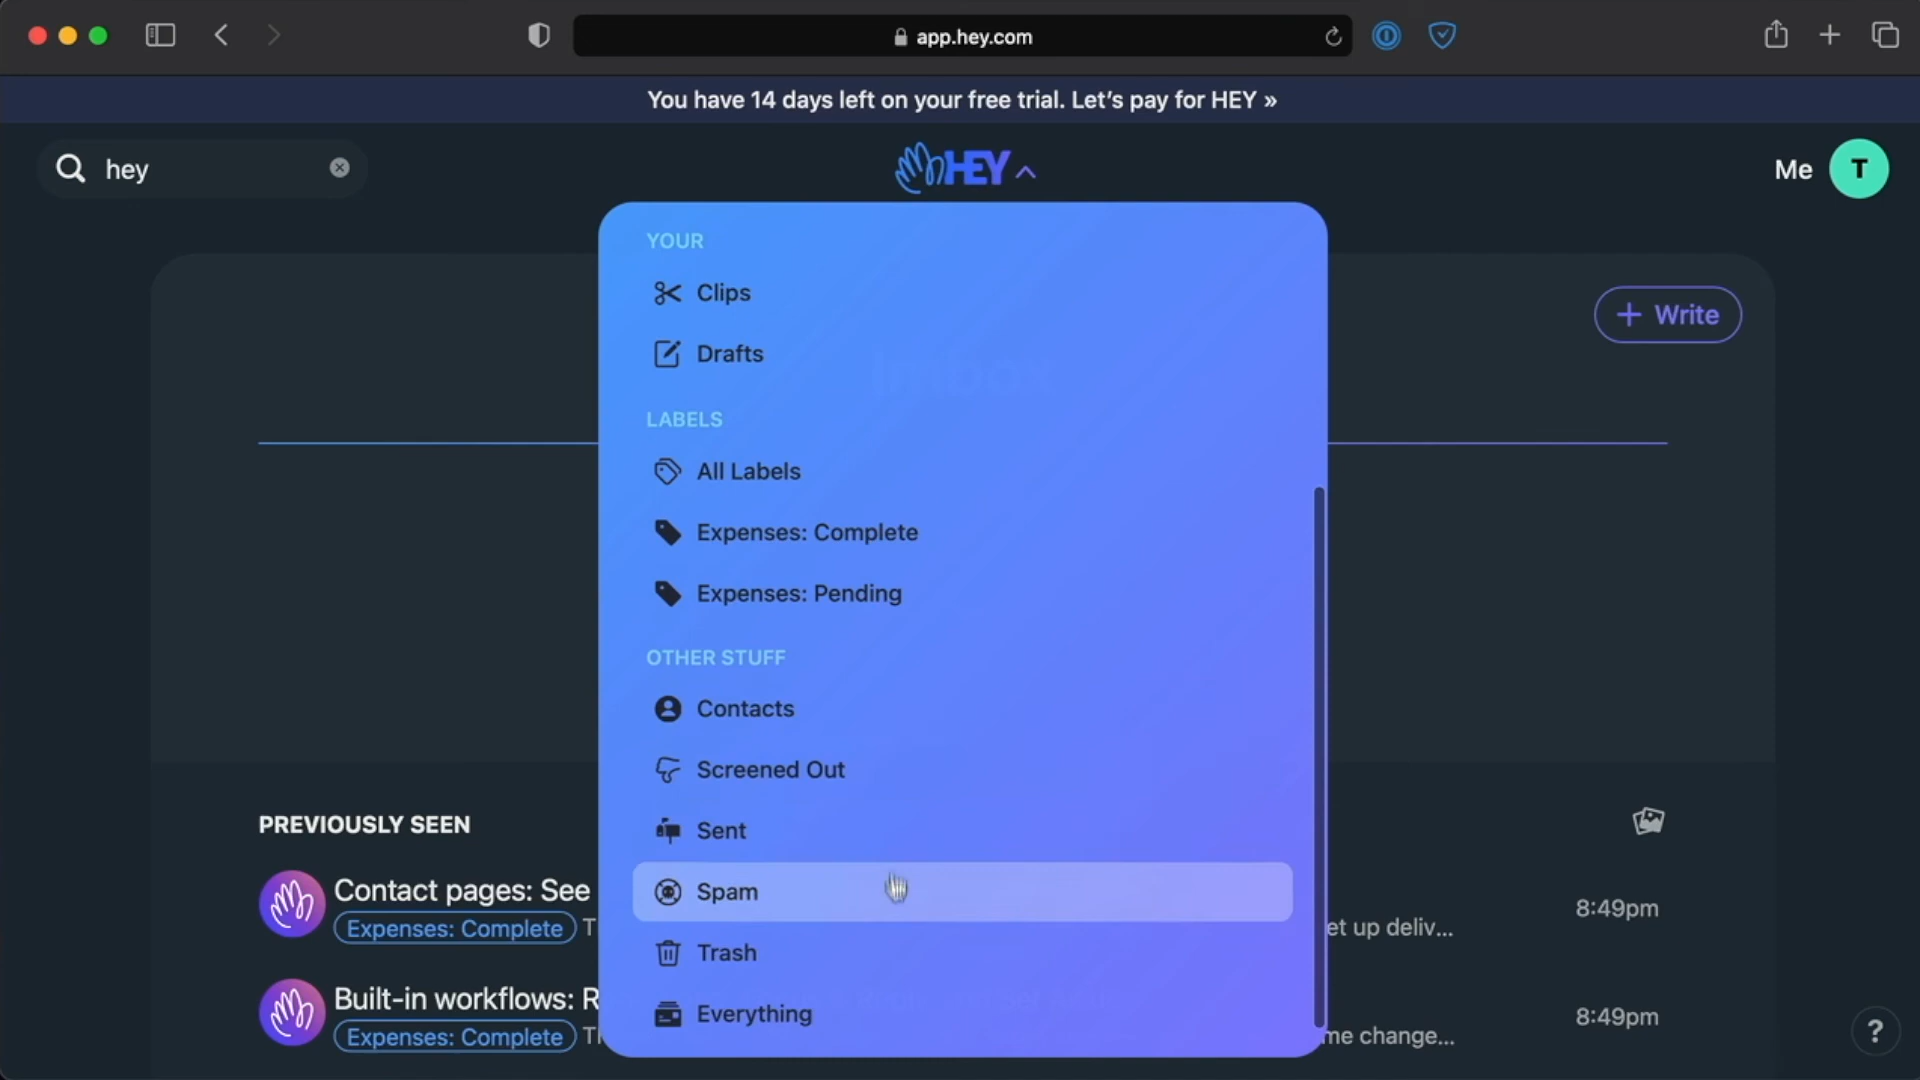 app.hey.com
You have 14 days left on your free trial. Let's pay for HEY »
hey
HEY
Me T
YOUR
Clips
Write
Drafts
Imbox
LABELS
All Labels
Expenses: Complete
Expenses: Pending
OTHER STUFF
Contacts
Screened Out
Sent
PREVIOUSLY SEEN
Spam
Contact pages: See
8:49pm
Expenses: Complete T
et up deliv...
Trash
Built-in workflows: R
Everything
8:49pm
Expenses: Complete Th
me change...
?